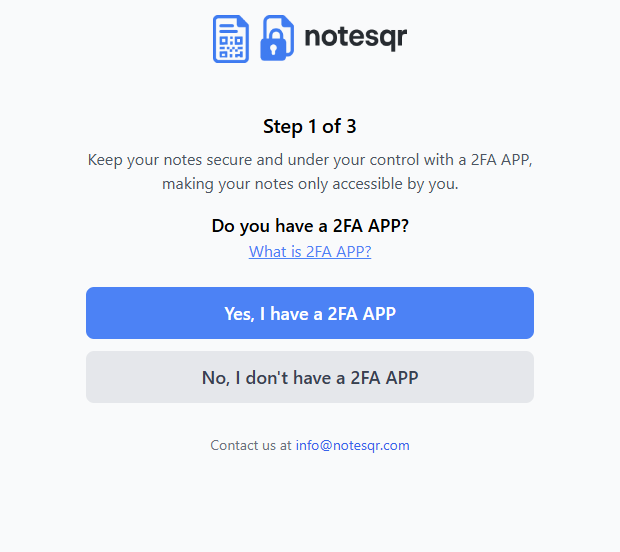 notesqr
Step 1 of 3
Keep your notes secure and under your control with a 2FA APP,
making your notes only accessible by you.
Do you have a 2FA APP?
What is 2FA APP?
Yes, I have a 2FA APP
No, I don't have a 2FA APP
Contact us at info@notesqr.com